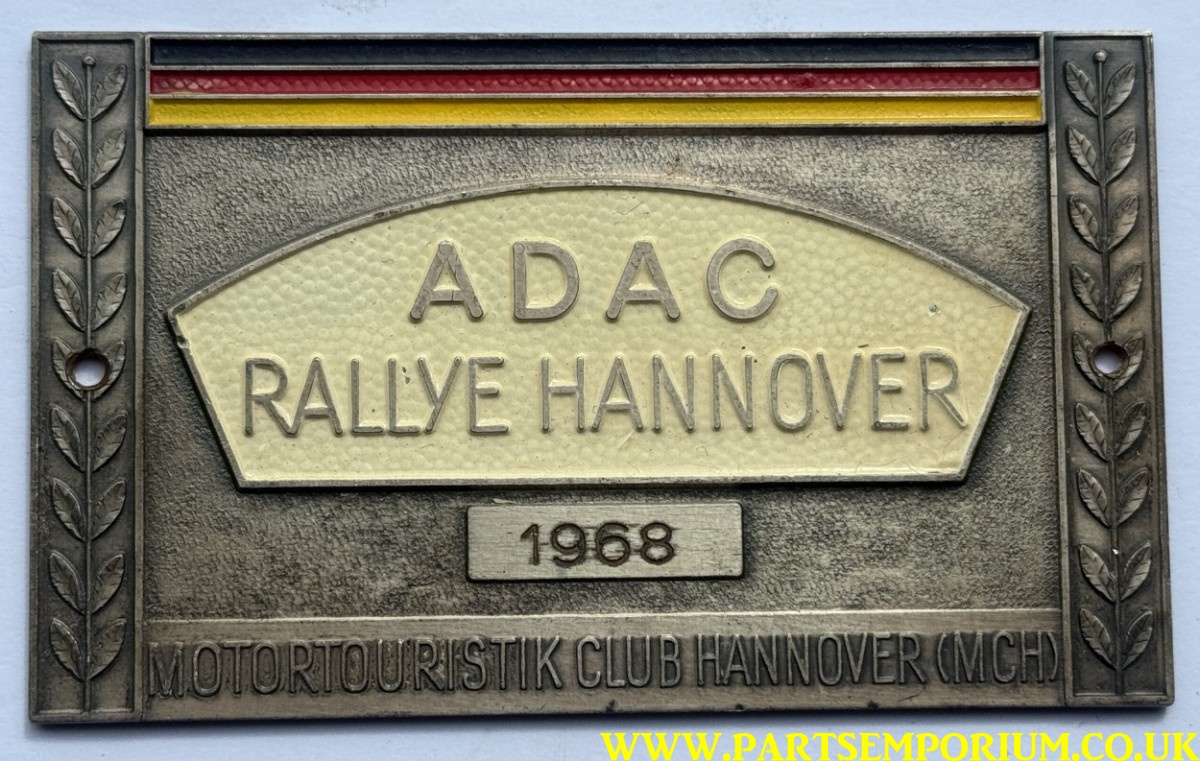 ADAC
RALLYE HANNOVER
1968
MOTORTOURISTIK CLUB HANNOVER (MCH)
WWW.PARTSEMPORIUM.CO.UK